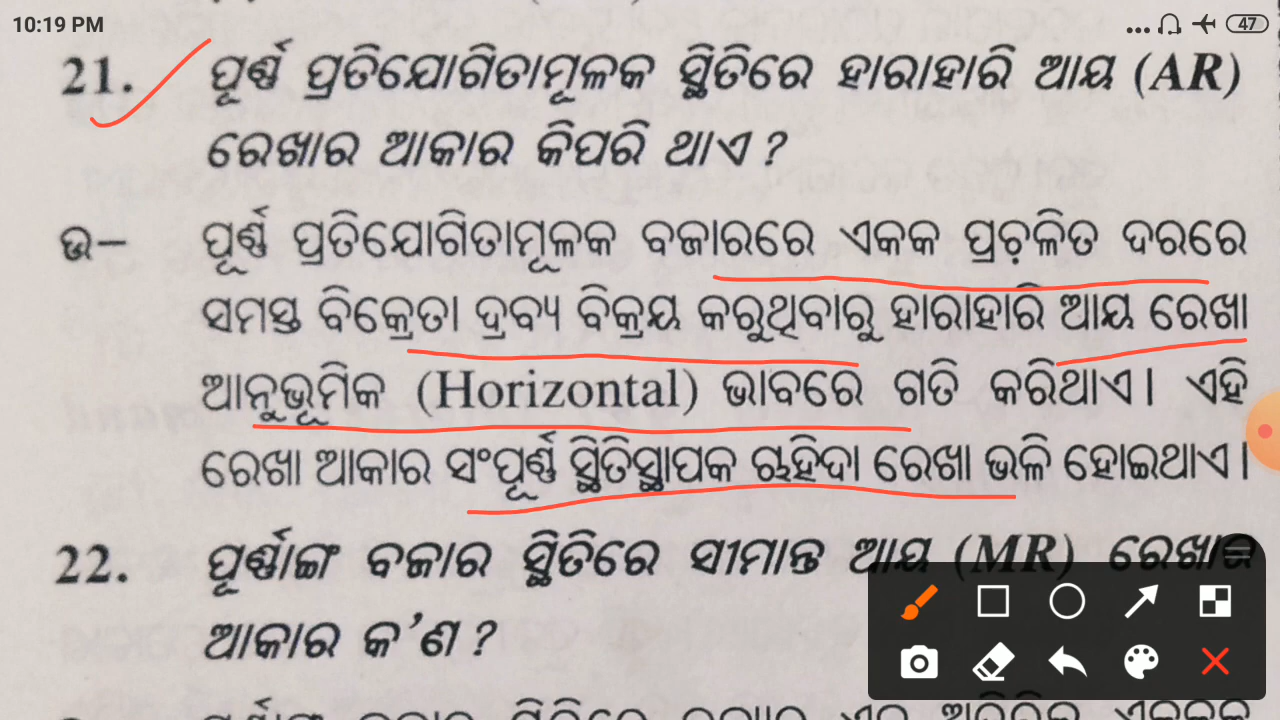 10:19 PM
47
21. ପୂର୍ଣ୍ଣ ପ୍ରତିଯୋଗିତାମୂଳକ ସ୍ଥିତିରେ ହାରାହାରି ଆୟ (AR)
ରେଖାର ଆକାର କିପରି ଥାଏ ?
ଉ– ପୂର୍ଣ୍ଣ ପ୍ରତିଯୋଗିତାମୂଳକ ବଜାରରେ ଏକକ ପ୍ରଚ଼ଳିତ ଦରରେ
ସମସ୍ତ ବିକ୍ରେତା ଦ୍ରବ୍ୟ ବିକ୍ରୟ କରୁଥିବାରୁ ହାରାହାରି ଆୟ ରେଖା
ଆନୁଭୂମିକ (Horizontal) ଭାବରେ ଗତି କରିଥାଏ। ଏହି
ରେଖା ଆକାର ସଂପୂର୍ଣ୍ଣ ସ୍ଥିତିସ୍ଥାପକ ଚାହିଦା ରେଖା ଭଳି ହୋଇଥାଏ।
22. ପୂର୍ଣ୍ଣାଙ୍ଗ ବଜାର ସ୍ଥିତିରେ ସୀମାନ୍ତ ଆୟ (MR) ରେଖାର
ଆକାର କ'ଣ ?